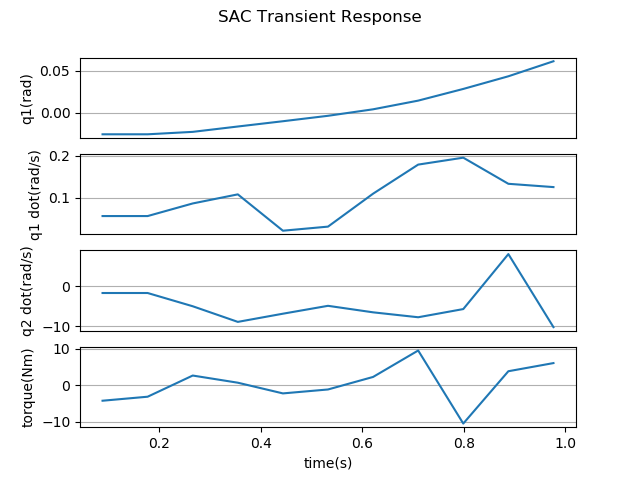 SAC Transient Response
0.05
0.00
q1(rad)
0.2
0.1
q1 dot(rad/s)
0
−10
q2 dot(rad/s)
10
0
−10
torque(Nm)
0.2 0.4 0.6 0.8 1.0
time(s)